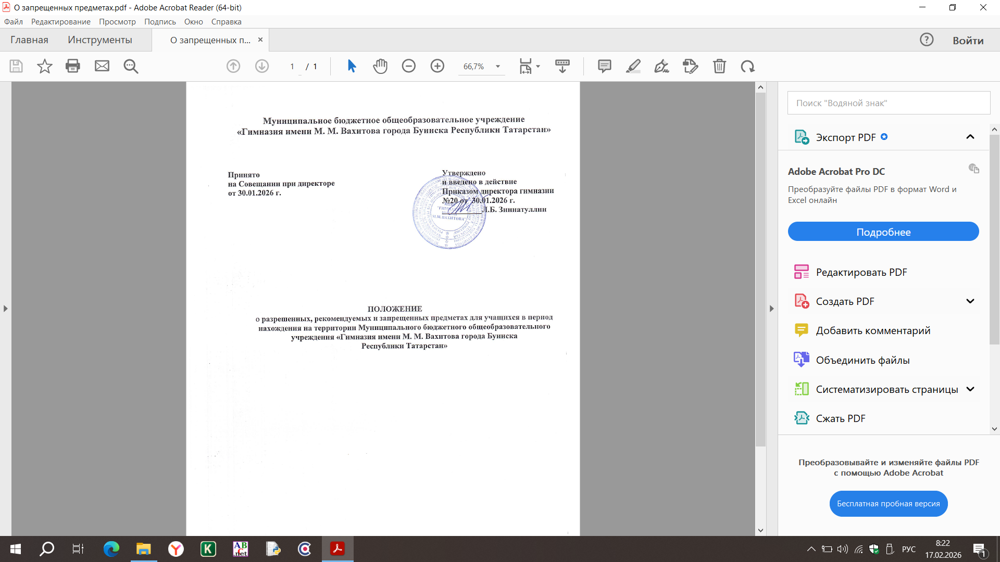 О запрещенных предметах.pdf - Adobe Acrobat Reader (64-bit)
Файл Редактирование Просмотр Подпись Окно Справка
Главная Инструменты О запрещенных п... × ? Войти
1 / 1 66,7%
Муниципальное бюджетное общеобразовательное учреждение
«Гимназия имени М. М. Вахитова города Буинска Республики Татарстан»
Принято
на Совещании при директоре
от 30.01.2026 г.
Утверждено
и введено в действие
Приказом директора гимназии
№20 от 30.01.2026 г.
Л.Б. Зиннатуллин
М.М.ВАХИТОВА"
ПОЛОЖЕНИЕ
о разрешенных, рекомендуемых и запрещенных предметах для учащихся в период
нахождения на территории Муниципального бюджетного общеобразовательного
учреждения «Гимназия имени М. М. Вахитова города Буинска
Республики Татарстан»
Поиск "Водяной знак"
Экспорт PDF
Adobe Acrobat Pro DC
Преобразуйте файлы PDF в формат Word и
Excel онлайн
Подробнее
Редактировать PDF
Создать PDF
Добавить комментарий
Объединить файлы
Систематизировать страницы
Сжать PDF
Преобразовывайте и изменяйте файлы PDF
с помощью Adobe Acrobat
Бесплатная пробная версия
K
ABC.net
РУС
8:22
17.02.2026
1